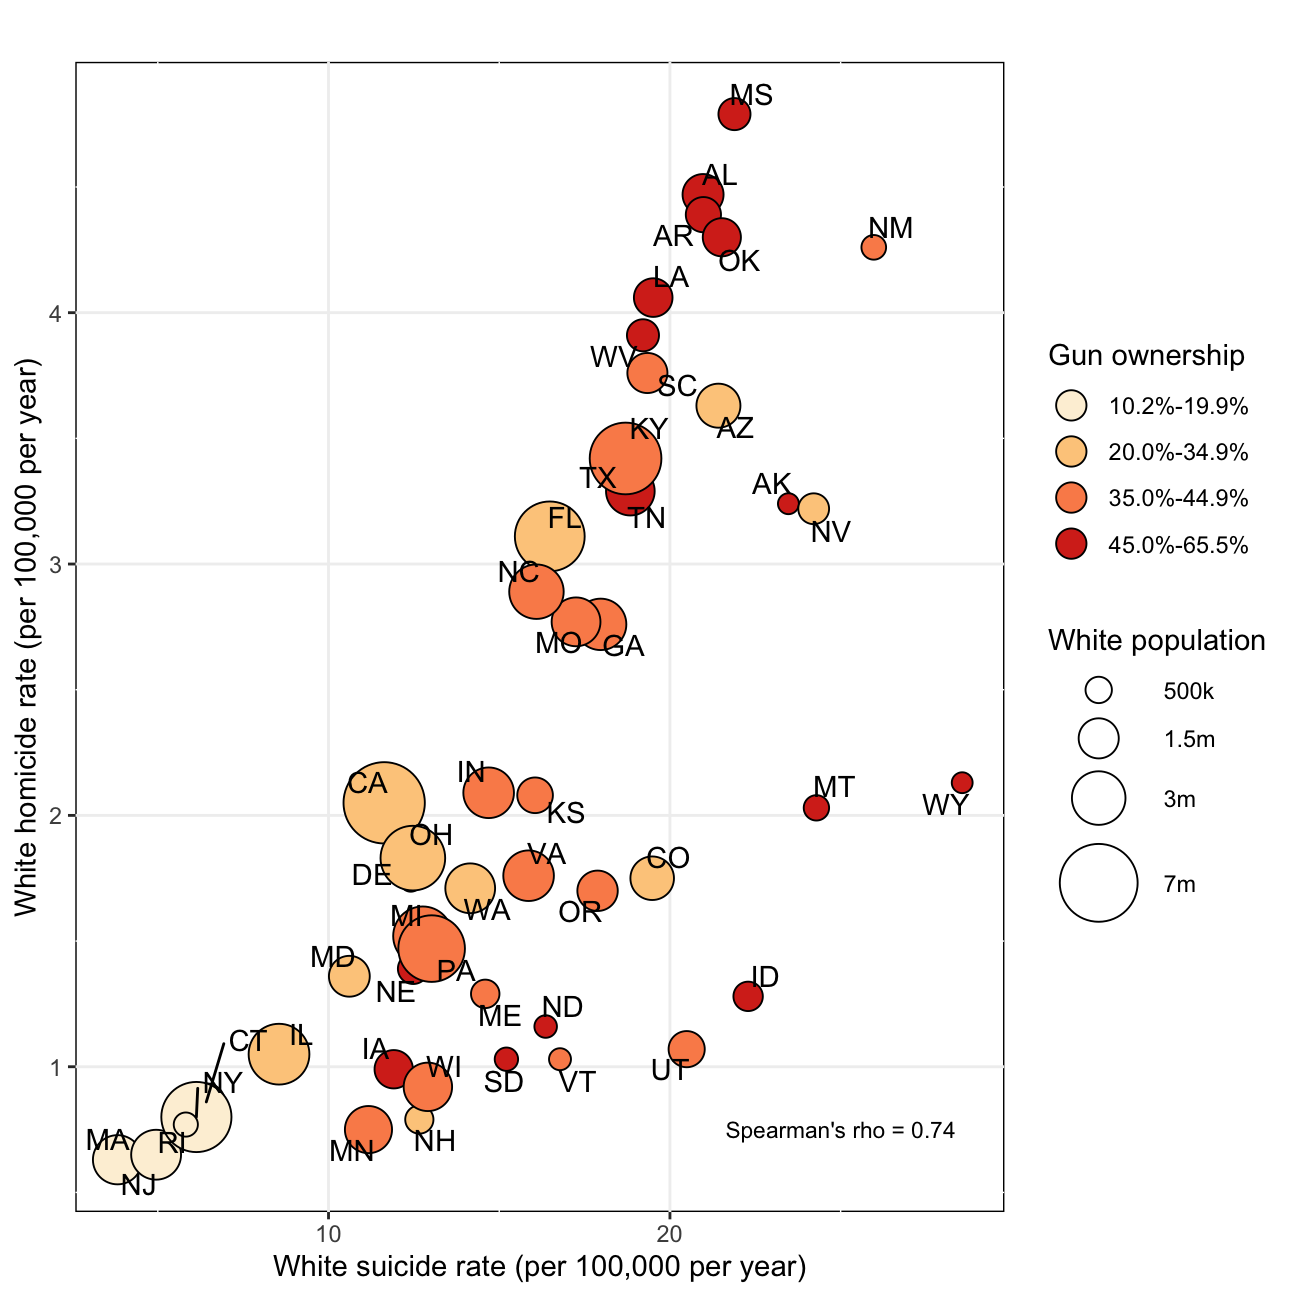 MS
AL
NM
AR
OK
LA
4
WV
SC
KY
AZ
TX
AK
FL
TN
NV
3
NC
MO
GA
CA
IN
MT
KS
WY
2
OH
VA
CO
DE
WA
OR
MI
MD
PA
ID
NE
ME
ND
CT
IL
IA
WI
UT
1
NY
SD
VT
MA
RI
NH
MN
NJ
Spearman's rho = 0.74
10
20
White suicide rate (per 100,000 per year)
White homicide rate (per 100,000 per year)
Gun ownership
10.2%-19.9%
20.0%-34.9%
35.0%-44.9%
45.0%-65.5%
White population
500k
1.5m
3m
7m